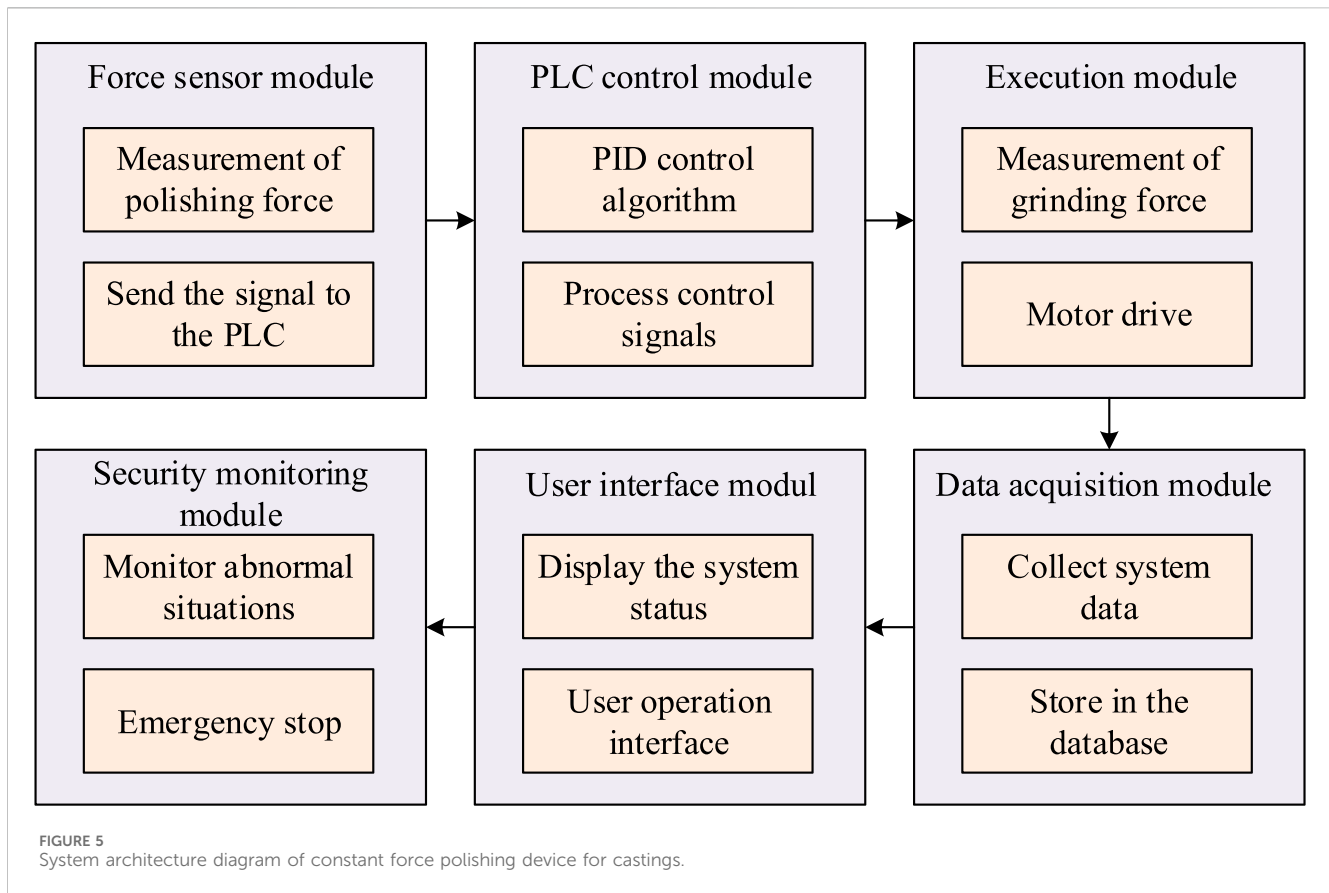 Force sensor module
Measurement of
polishing force
Send the signal to
the PLC
PLC control module
PID control
algorithm
Process control
signals
Execution module
Measurement of
grinding force
Motor drive
Security monitoring
module
Monitor abnormal
situations
Emergency stop
User interface modul
Display the system
status
User operation
interface
Data acquisition module
Collect system
data
Store in the
database
FIGURE 5
System architecture diagram of constant force polishing device for castings.